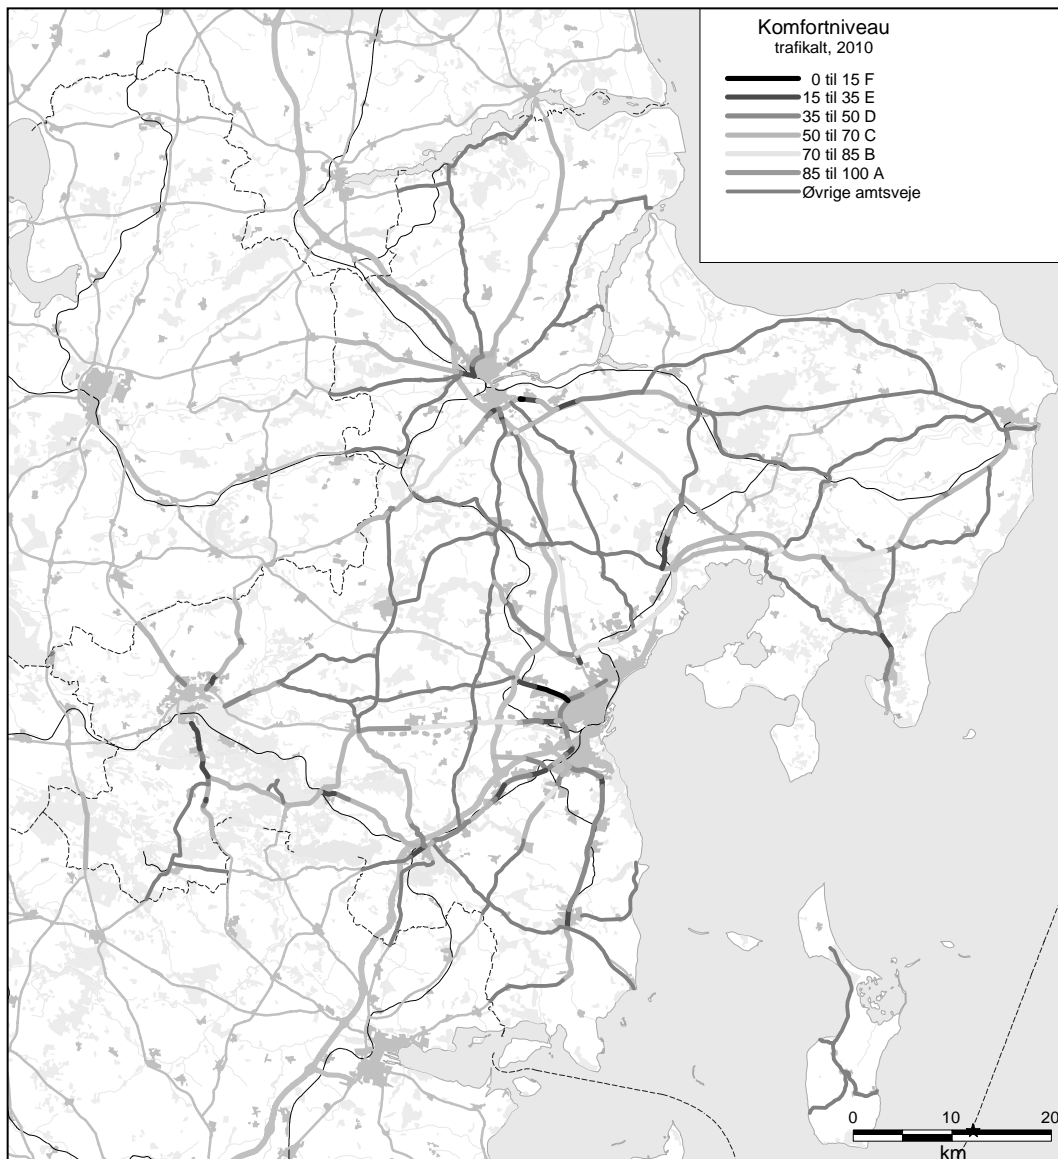 Komfortniveau
trafikalt, 2010
0 til 15 F
15 til 35 E
35 til 50 D
50 til 70 C
70 til 85 B
85 til 100 A
Øvrige amtsveje
0 10 20
km